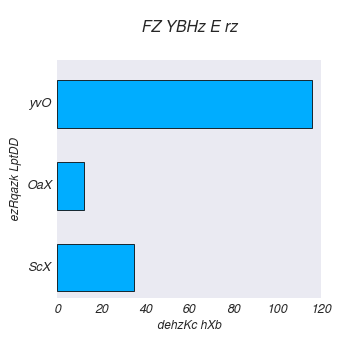 FZ YBHz E rz
yvO
OaX
ScX
ezRqazk LptDD
0 20 40 60 80 100 120
dehzKc hXb